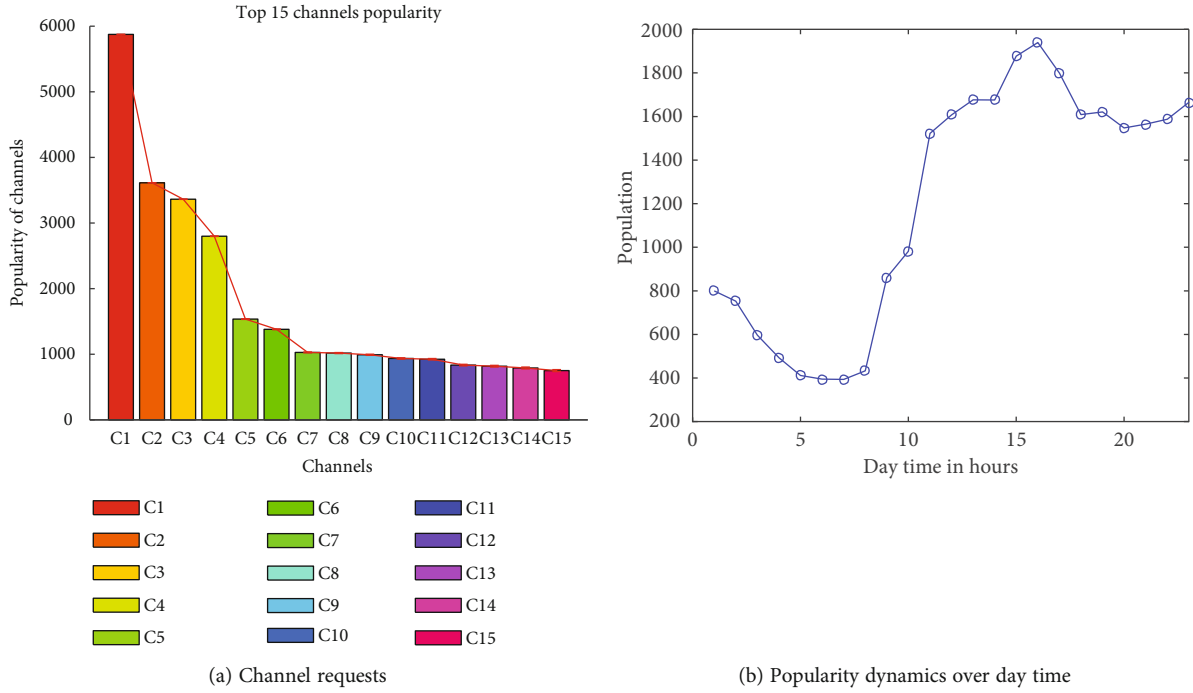 Top 15 channels popularity
6000
5000
4000
3000
2000
1000
0
Popularity of channels
C1 C2 C3 C4 C5 C6 C7 C8 C9 C10 C11 C12 C13 C14 C15
Channels
C1
C2
C3
C4
C5
C6
C7
C8
C9
C10
C11
C12
C13
C14
C15
(a) Channel requests
2000
1800
1600
1400
1200
1000
800
600
400
200
Population
0 5 10 15 20
Day time in hours
(b) Popularity dynamics over day time